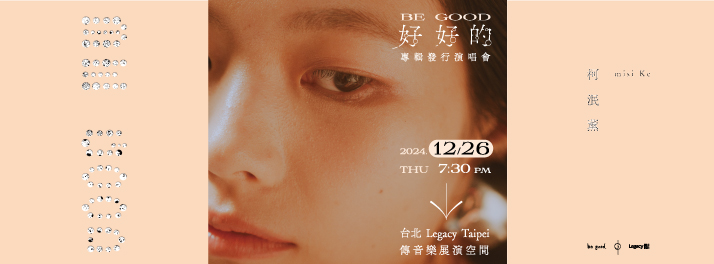 BE GOOD
BE GOOD
好好的
專輯發行演唱會
2024. 12/26
THU 7:30 PM
台北 Legacy Taipei
傳音樂展演空間
柯泯薰
misi Ke
be good.
Legacy